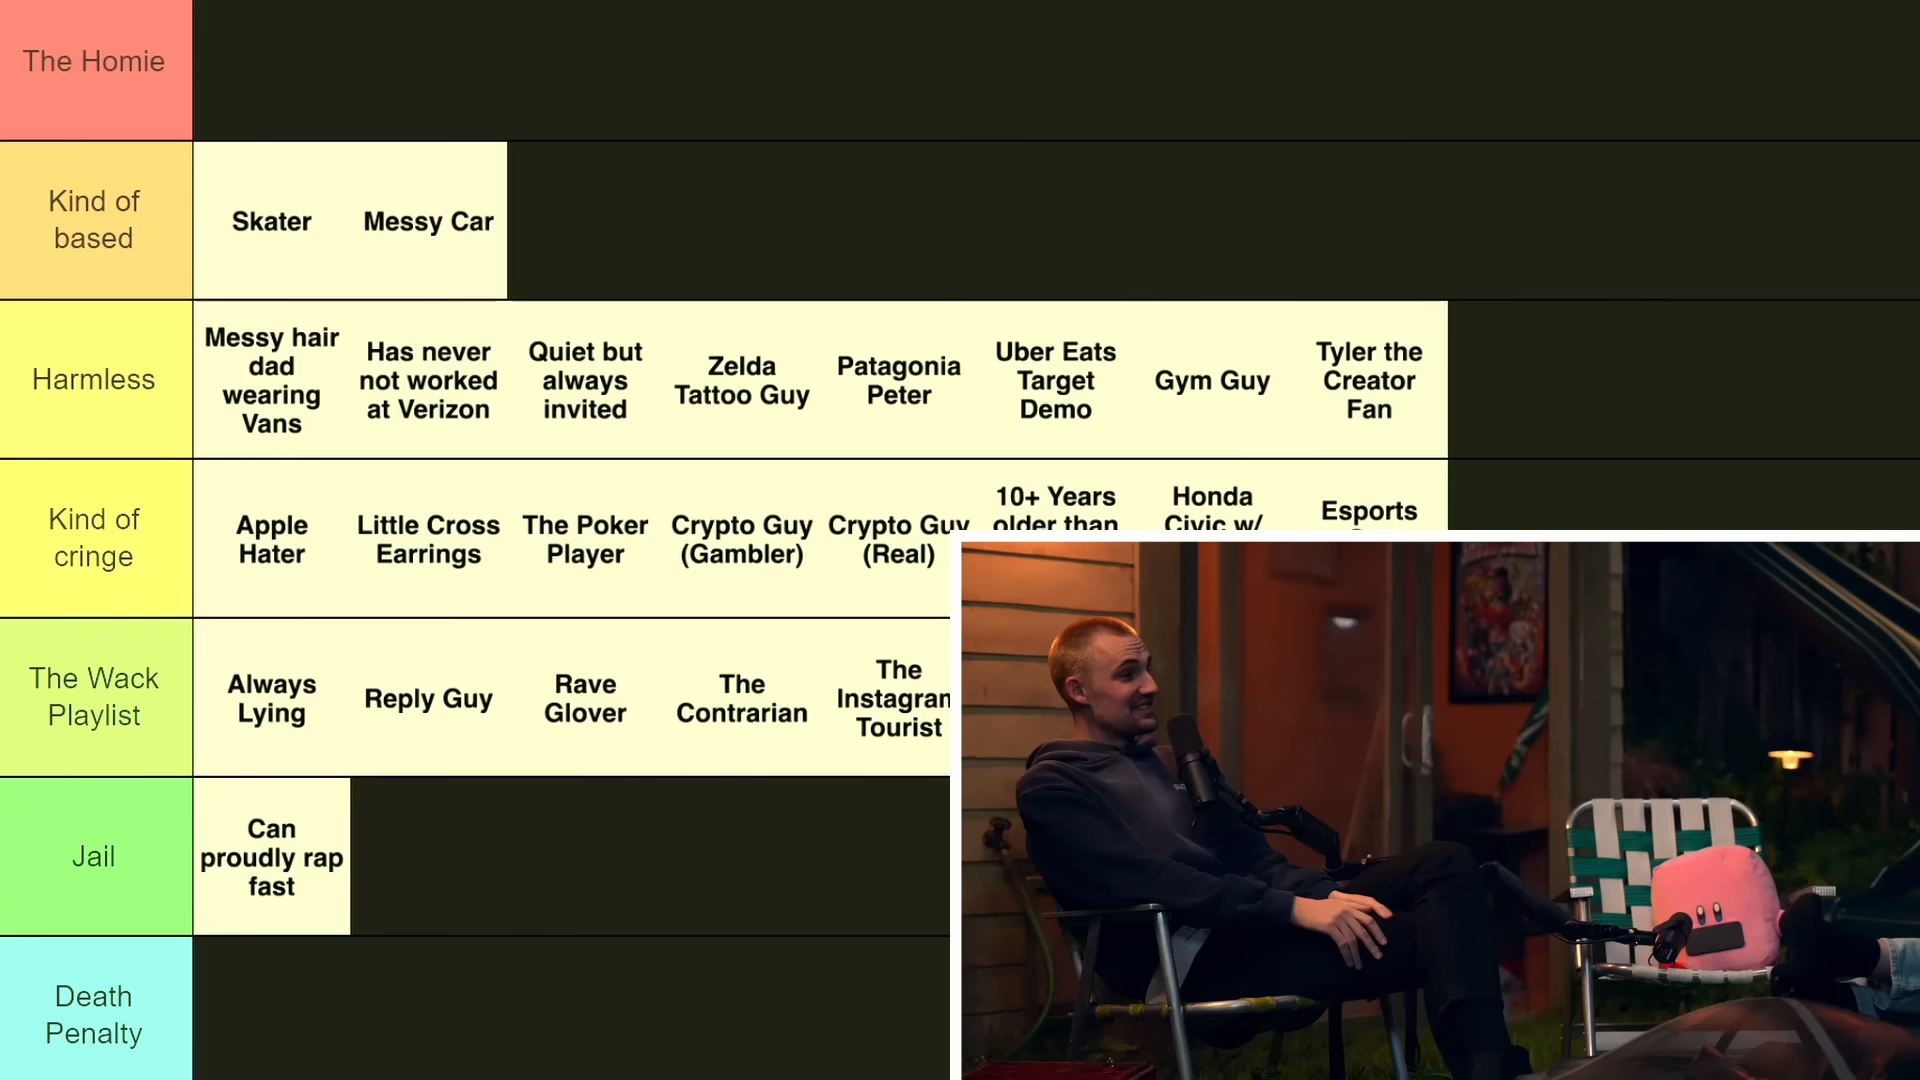 The Homie
Kind of
based
Skater
Messy Car
Harmless
Messy hair
dad
wearing
Vans
Has never
not worked
at Verizon
Quiet but
always
invited
Zelda
Tattoo Guy
Patagonia
Peter
Uber Eats
Target
Demo
Gym Guy
Tyler the
Creator
Fan
Kind of
cringe
Apple
Hater
Little Cross
Earrings
The Poker
Player
Crypto Guy
(Gambler)
Crypto Guy
(Real)
10+ Years
older than
Honda
Civic w/
Esports
The Wack
Playlist
Always
Lying
Reply Guy
Rave
Glover
The
Contrarian
The
Instagram
Tourist
Jail
Can
proudly rap
fast
Death
Penalty